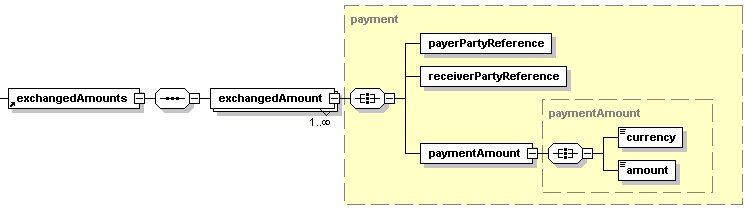 payment
payerPartyReference
receiverPartyReference
exchangedAmounts
exchangedAmount
1..∞
paymentAmount
paymentAmount
currency
amount